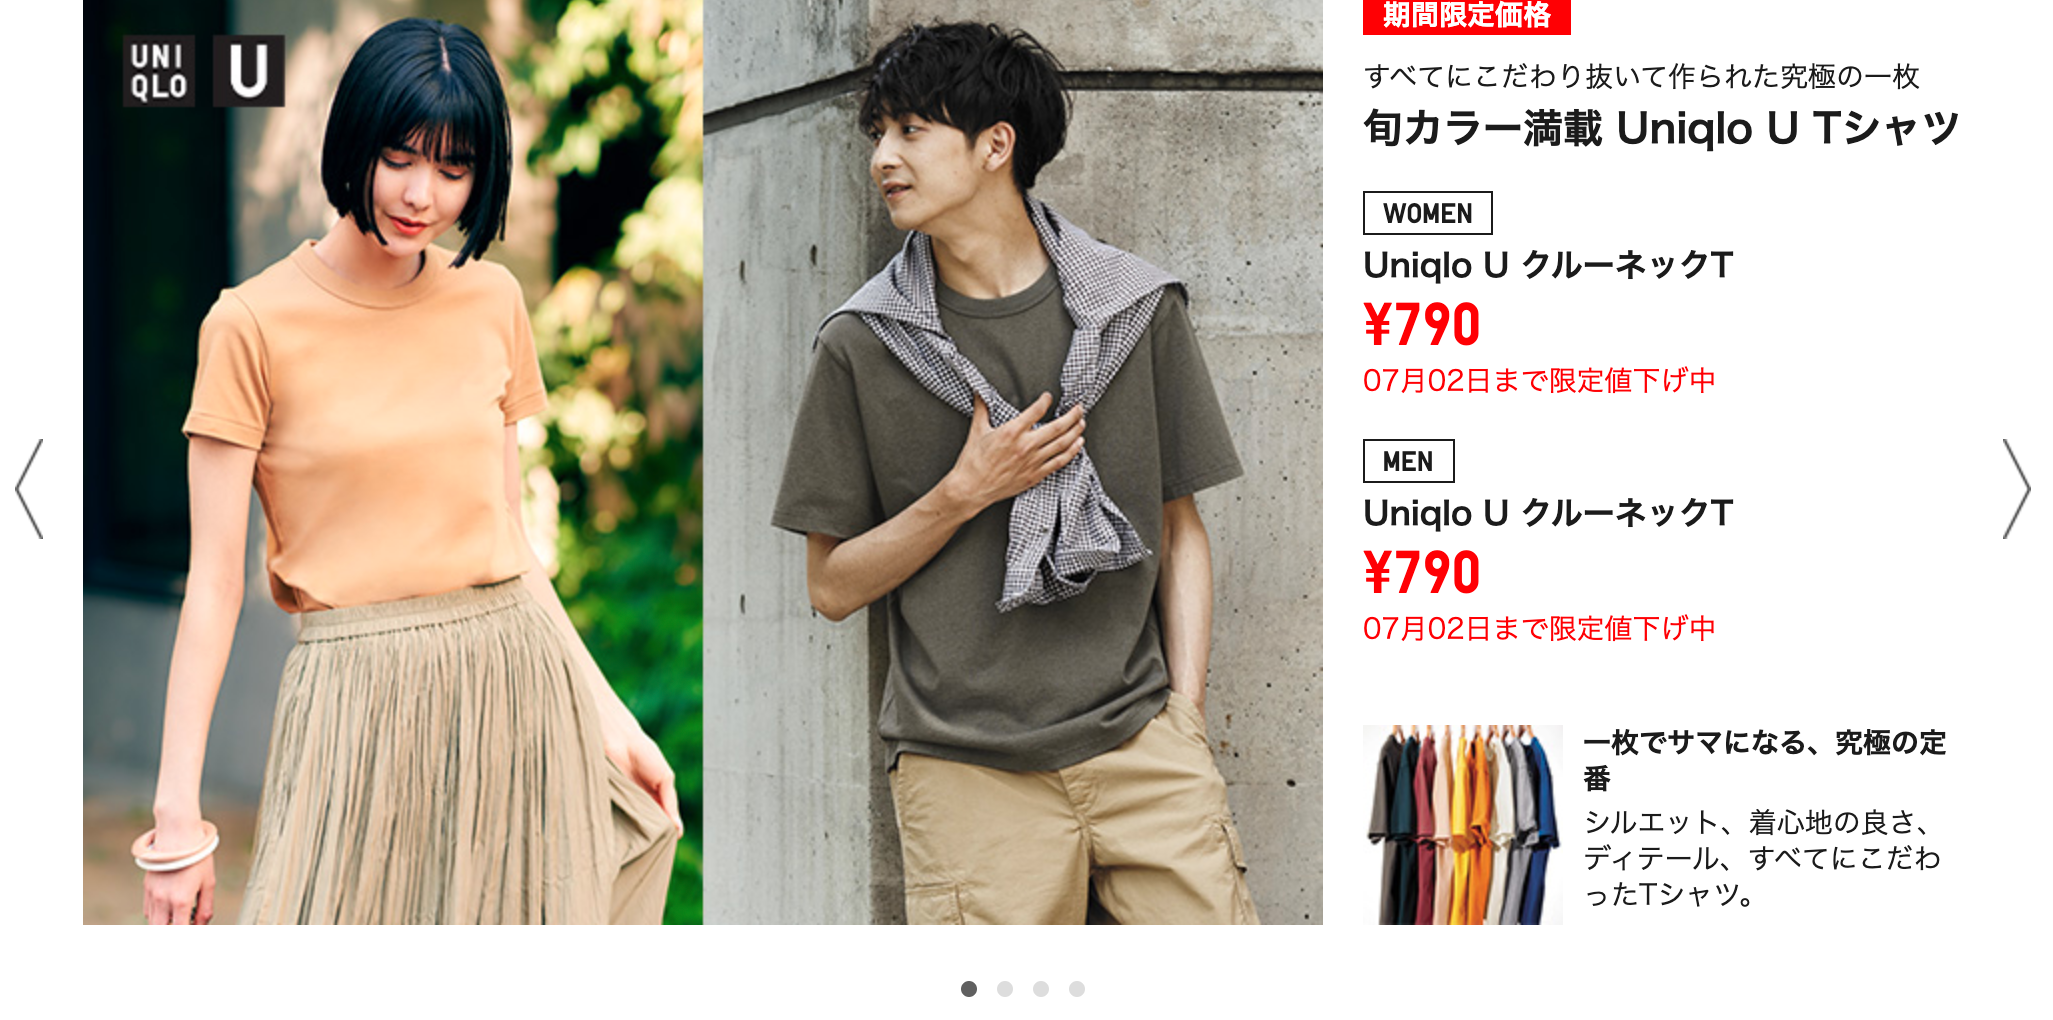 UNI
QLO
U
期間限定価格
すべてにこだわり抜いて作られた究極の一枚
旬カラー満載 Uniqlo U Tシャツ
WOMEN
Uniqlo U クルーネックT
¥790
07月02日まで限定値下げ中
MEN
Uniqlo U クルーネックT
¥790
07月02日まで限定値下げ中
一枚でサマになる、究極の定
番
シルエット、着心地の良さ、
ディテール、すべてにこだわ
ったTシャツ。